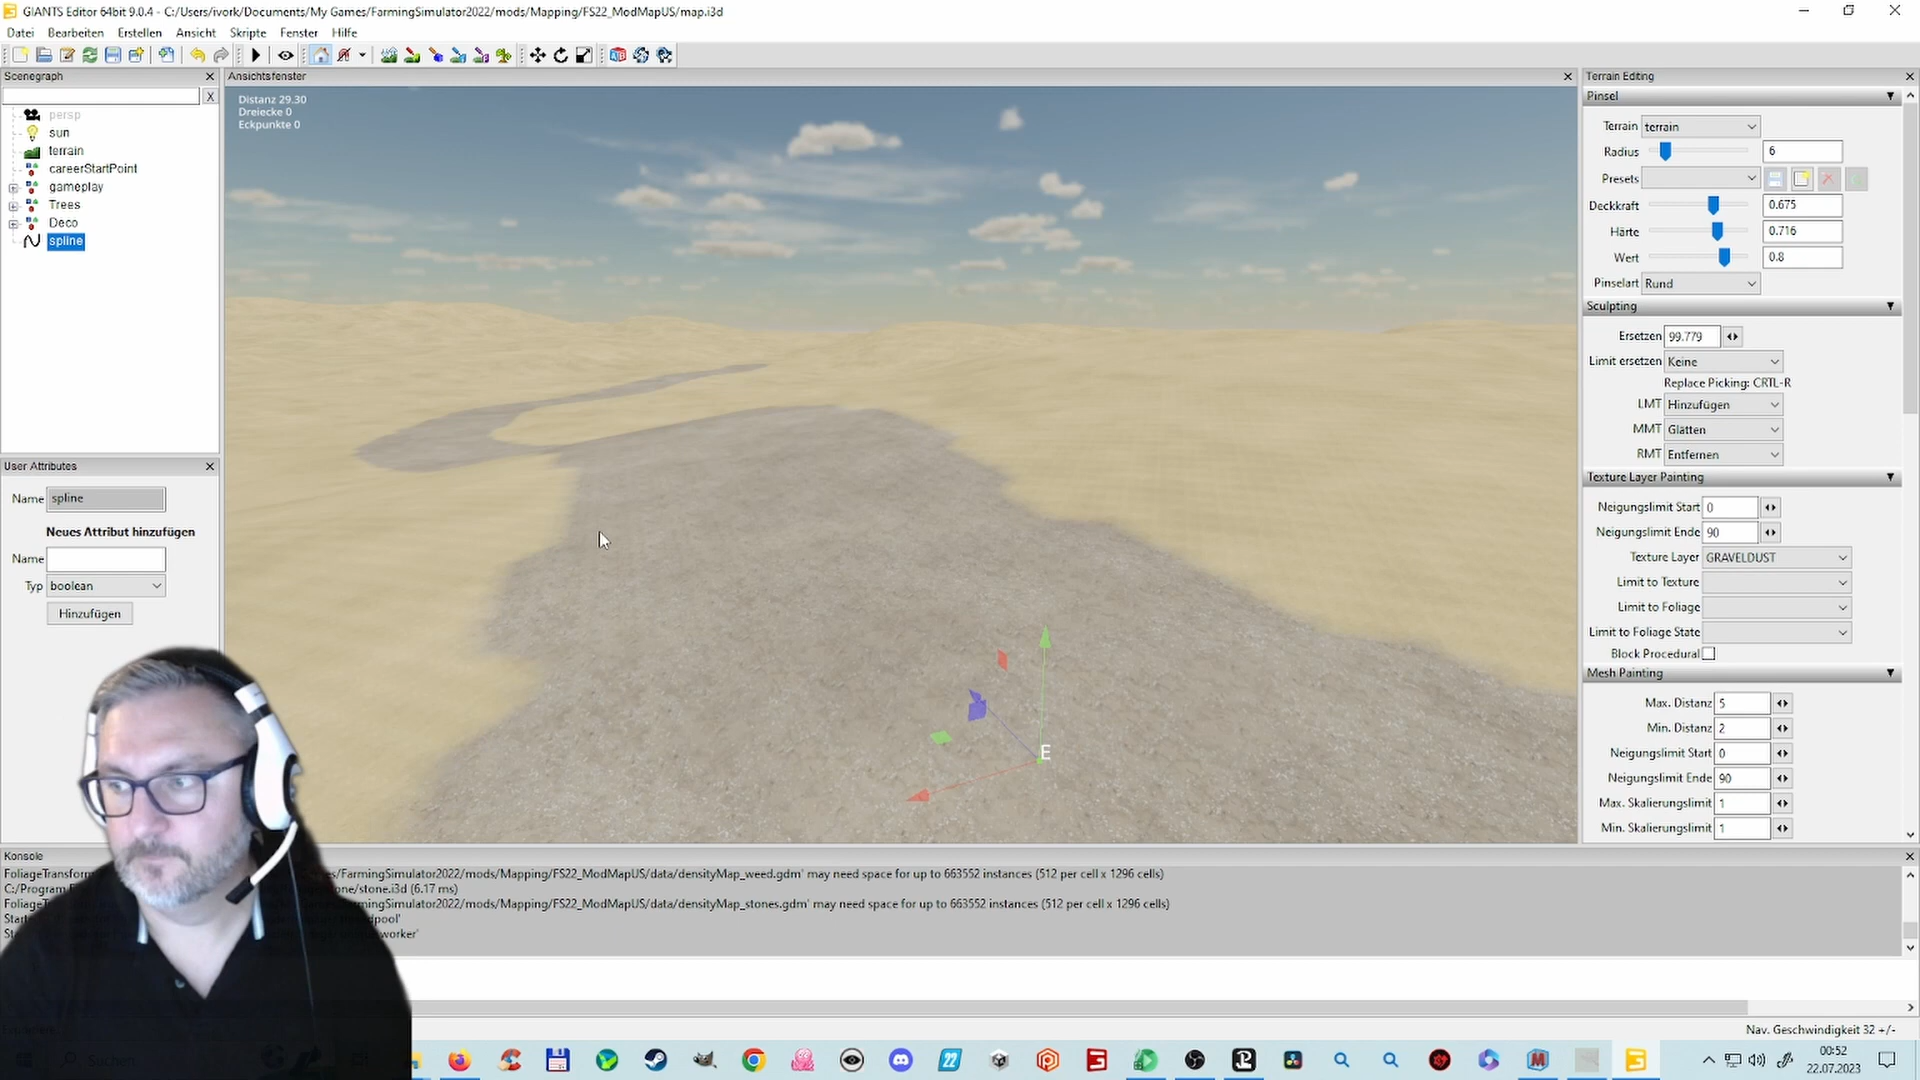 GIANTS Editor 64bit 9.0.4 - C:/Users/ivork/Documents/My Games/FarmingSimulator2022/mods/Mapping/FS22_ModMapUS/map.i3d
Datei Bearbeiten Erstellen Ansicht Skripte Fenster Hilfe
Scenegraph
X
persp
sun
terrain
careerStartPoint
gameplay
Trees
Deco
spline
User Attributes
Name spline
Neues Attribut hinzufügen
Name
Typ boolean
Hinzufügen
Ansichtsfenster
Distanz 29.30
Dreiecke 0
Eckpunkte 0
E
Terrain Editing
Pinsel
Terrain terrain
Radius 6
Presets
Deckkraft 0.675
Härte 0.716
Wert 0.8
Pinselart Rund
Sculpting
Ersetzen 99.779
Limit ersetzen Keine
Replace Picking: CRTL-R
LMT Hinzufügen
MMT Glätten
RMT Entfernen
Texture Layer Painting
Neigungslimit Start 0
Neigungslimit Ende 90
Texture Layer GRAVELDUST
Limit to Texture
Limit to Foliage
Limit to Foliage State
Block Procedural
Mesh Painting
Max. Distanz 5
Min. Distanz 2
Neigungslimit Start 0
Neigungslimit Ende 90
Max. Skalierungslimit 1
Min. Skalierungslimit 1
Konsole
/FarmingSimulator2022/mods/Mapping/FS22_ModMapUS/data/densityMap_weed.gdm' may need space for up to 663552 instances (512 per cell x 1296 cells)
/stone.i3d (6.17 ms)
/mods/Mapping/FS22_ModMapUS/data/densityMap_stones.gdm' may need space for up to 663552 instances (512 per cell x 1296 cells)
Nav. Geschwindigkeit 32 +/-
Suchen
22
00:52
22.07.2023